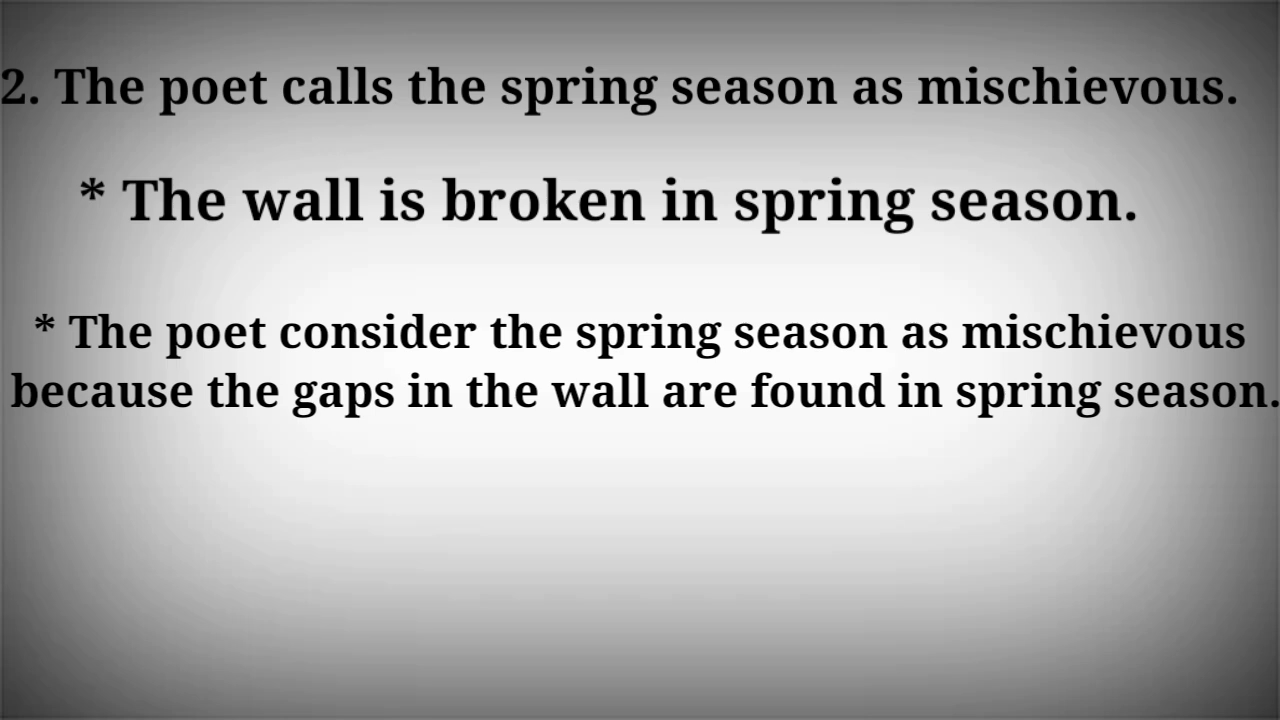 2. The poet calls the spring season as mischievous.
* The wall is broken in spring season.
* The poet consider the spring season as mischievous
because the gaps in the wall are found in spring season.